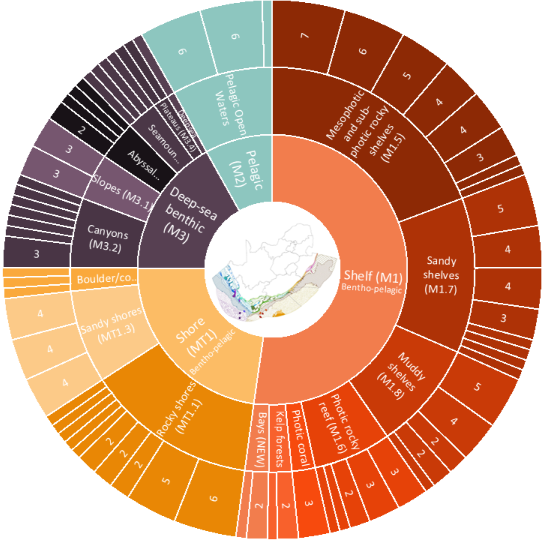 7
6
5
4
4
3
5
4
4
3
5
4
2
2
3
3
2
3
2
2
6
5
2
2
2
4
4
4
3
3
3
2
6
6
Mesophotic
and sub-
photic rocky
shelves
(M1.5)
Sandy
shelves
(M1.7)
Muddy
shelves
(M1.8)
Photic rocky
reef (M1.6)
Photic coral
Kelp forests
Bays (NEW)
Rocky shores
(MT1.1)
Sandy shores
(MT1.3)
Boulder/co...
Canyons
(M3.2)
Slopes (M3.1)
Abyssal...
Seamoun...
Plateaus (M3.4)
Pelagic Open
Waters
Shelf (M1)
Bentho-pelagic
Shore
(MT1)
Bentho-pelagic
Deep-sea
benthic
(M3)
Pelagic
(M2)